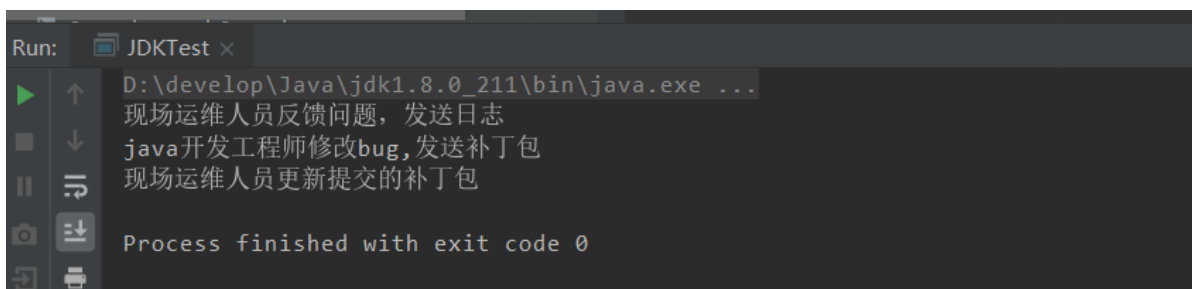 Run: JDKTest ×
D:\develop\Java\jdk1.8.0_211\bin\java.exe ...
现场运维人员反馈问题，发送日志
java开发工程师修改bug,发送补丁包
现场运维人员更新提交的补丁包
Process finished with exit code 0